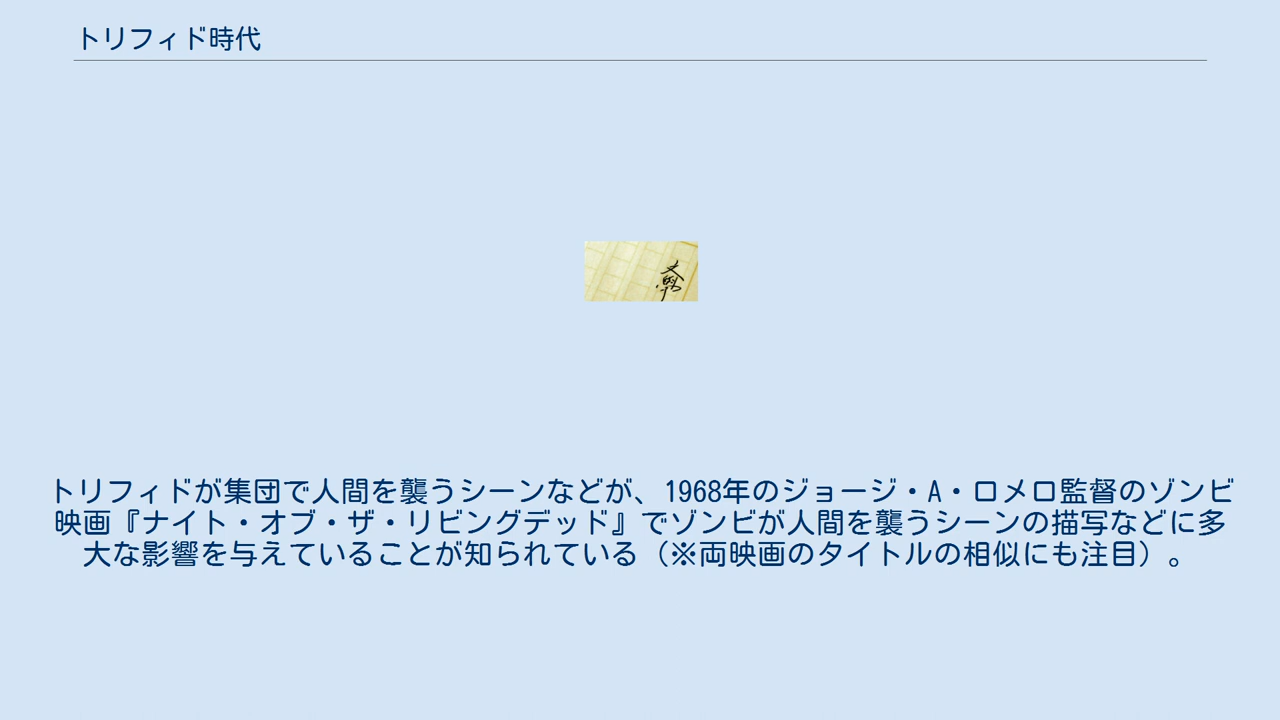 トリフィド時代
トリフィドが集団で人間を襲うシーンなどが、1968年のジョージ・A・ロメロ監督のゾンビ
映画『ナイト・オブ・ザ・リビングデッド』でゾンビが人間を襲うシーンの描写などに多
大な影響を与えていることが知られている（※両映画のタイトルの相似にも注目）。